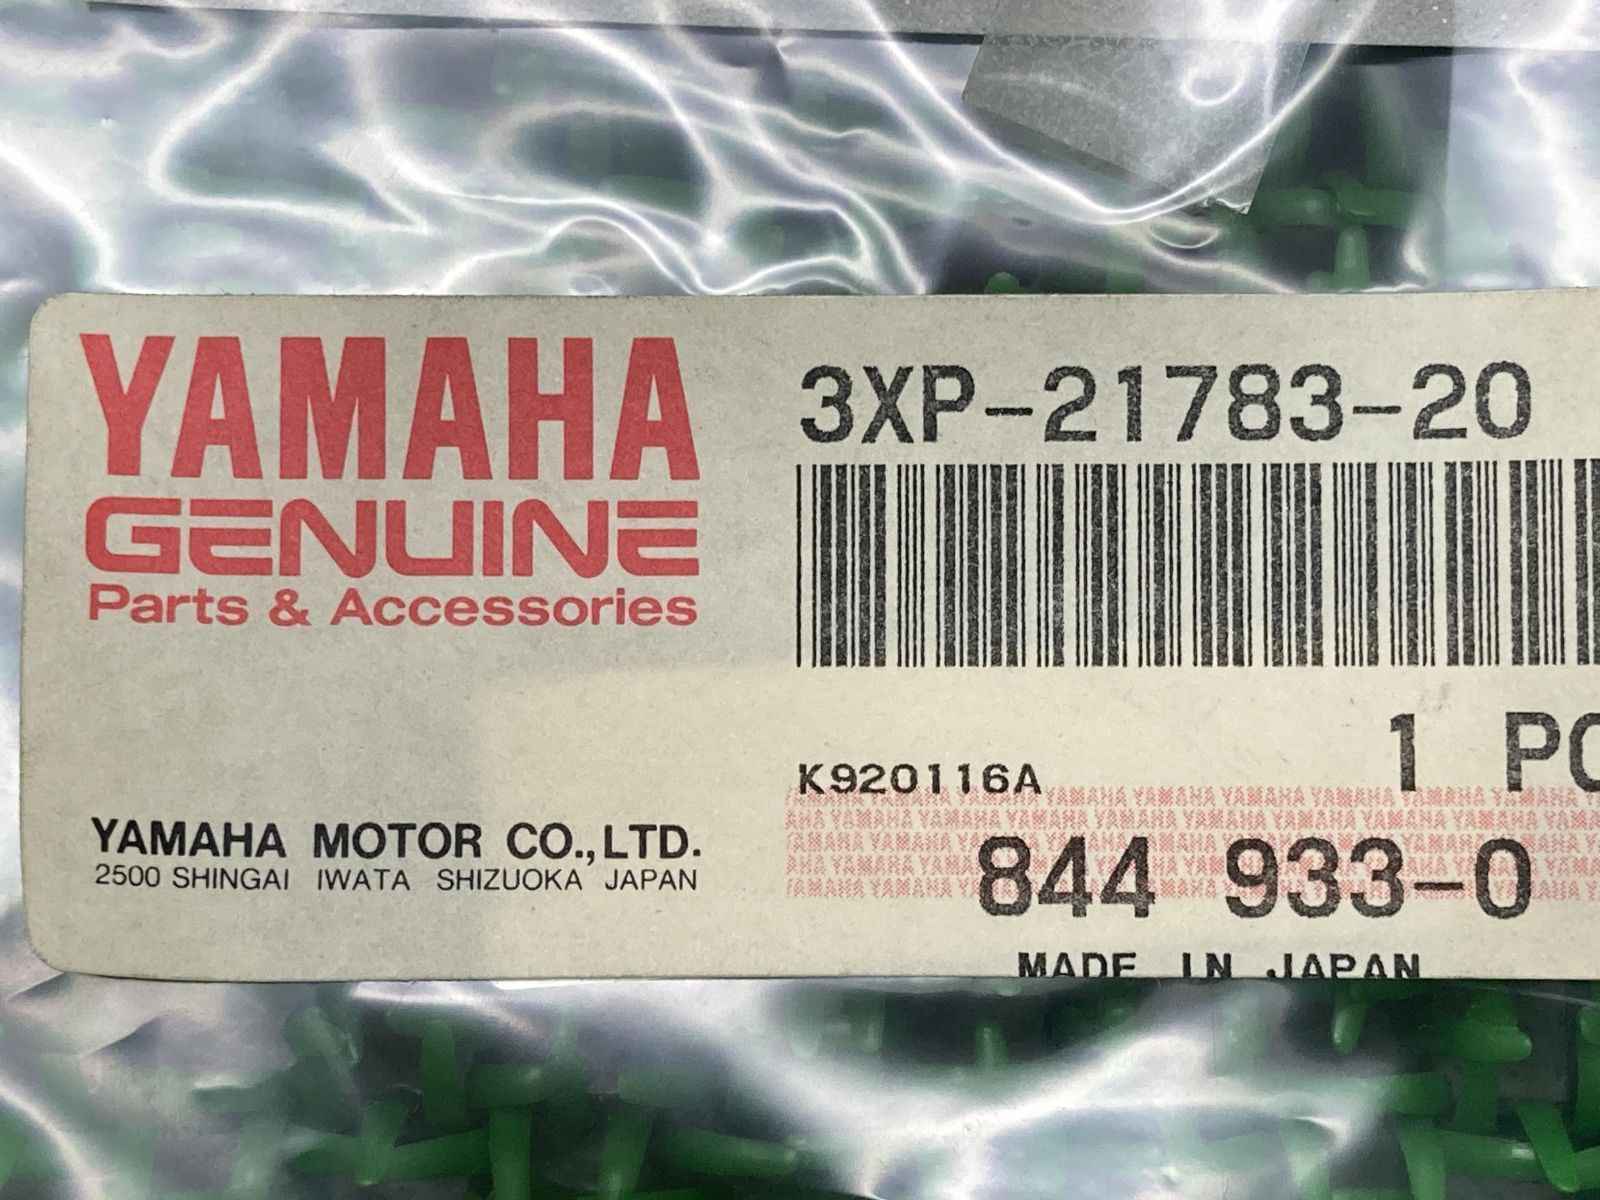 YAMAHA
GENUINE
Parts & Accessories
YAMAHA MOTOR CO.,LTD.
2500 SHINGAI IWATA SHIZUOKA JAPAN
3XP-21783-20
1 PC
K920116A
844 933-0
MADE IN JAPAN